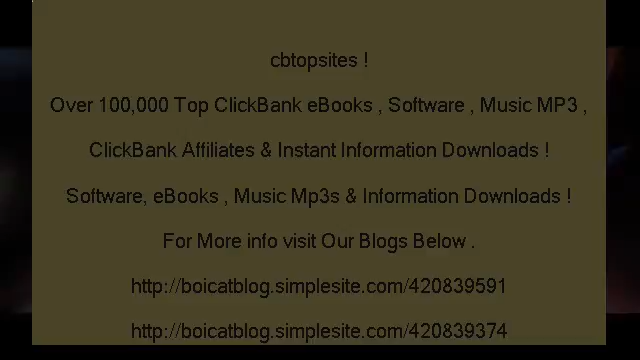 cbtopsites !
Over 100,000 Top ClickBank eBooks , Software , Music MP3 ,
ClickBank Affiliates & Instant Information Downloads !
Software, eBooks , Music Mp3s & Information Downloads !
For More info visit Our Blogs Below .
http://boicatblog.simplesite.com/420839591
http://boicatblog.simplesite.com/420839374